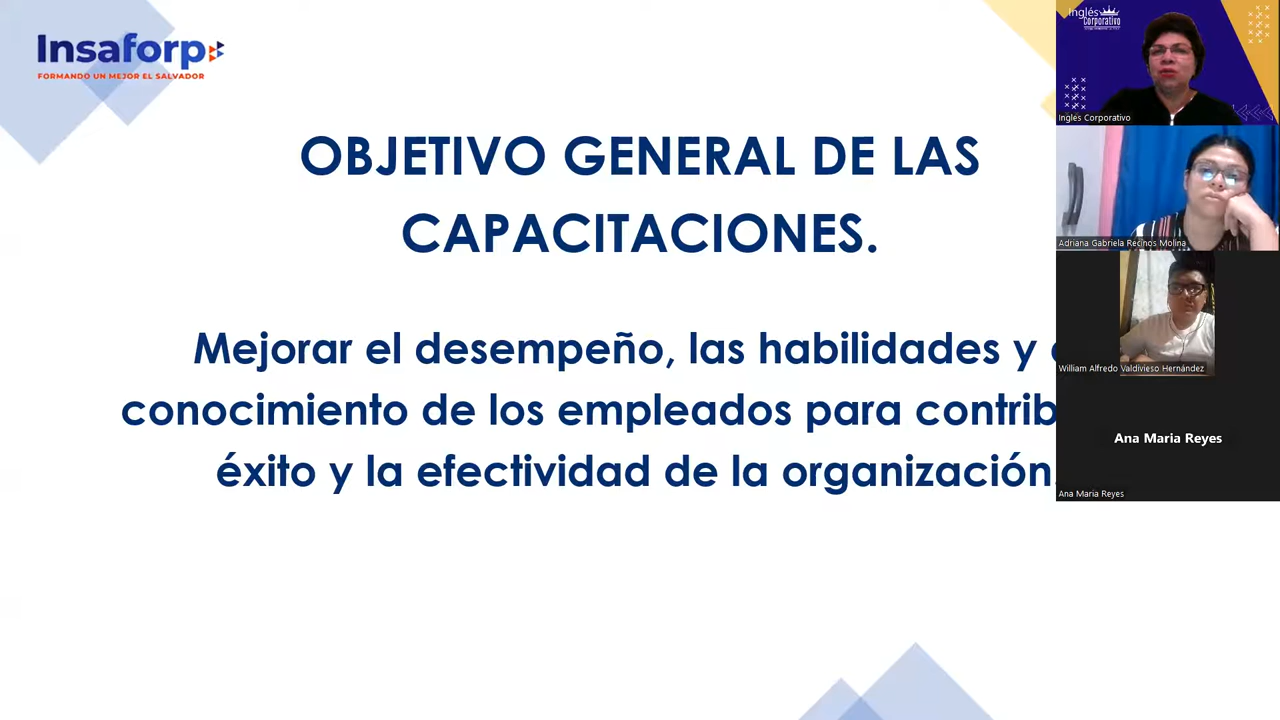 Insaforp
FORMANDO UN MEJOR EL SALVADOR
OBJETIVO GENERAL DE LAS
CAPACITACIONES.
Mejorar el desempeño, las habilidades y
conocimiento de los empleados para contrib
éxito y la efectividad de la organización.
Inglés
Corporativo
Inglés Corporativo
Adriana Gabriela Recinos Molina
William Alfredo Valdivieso Hernández
Ana Maria Reyes
Ana Maria Reyes